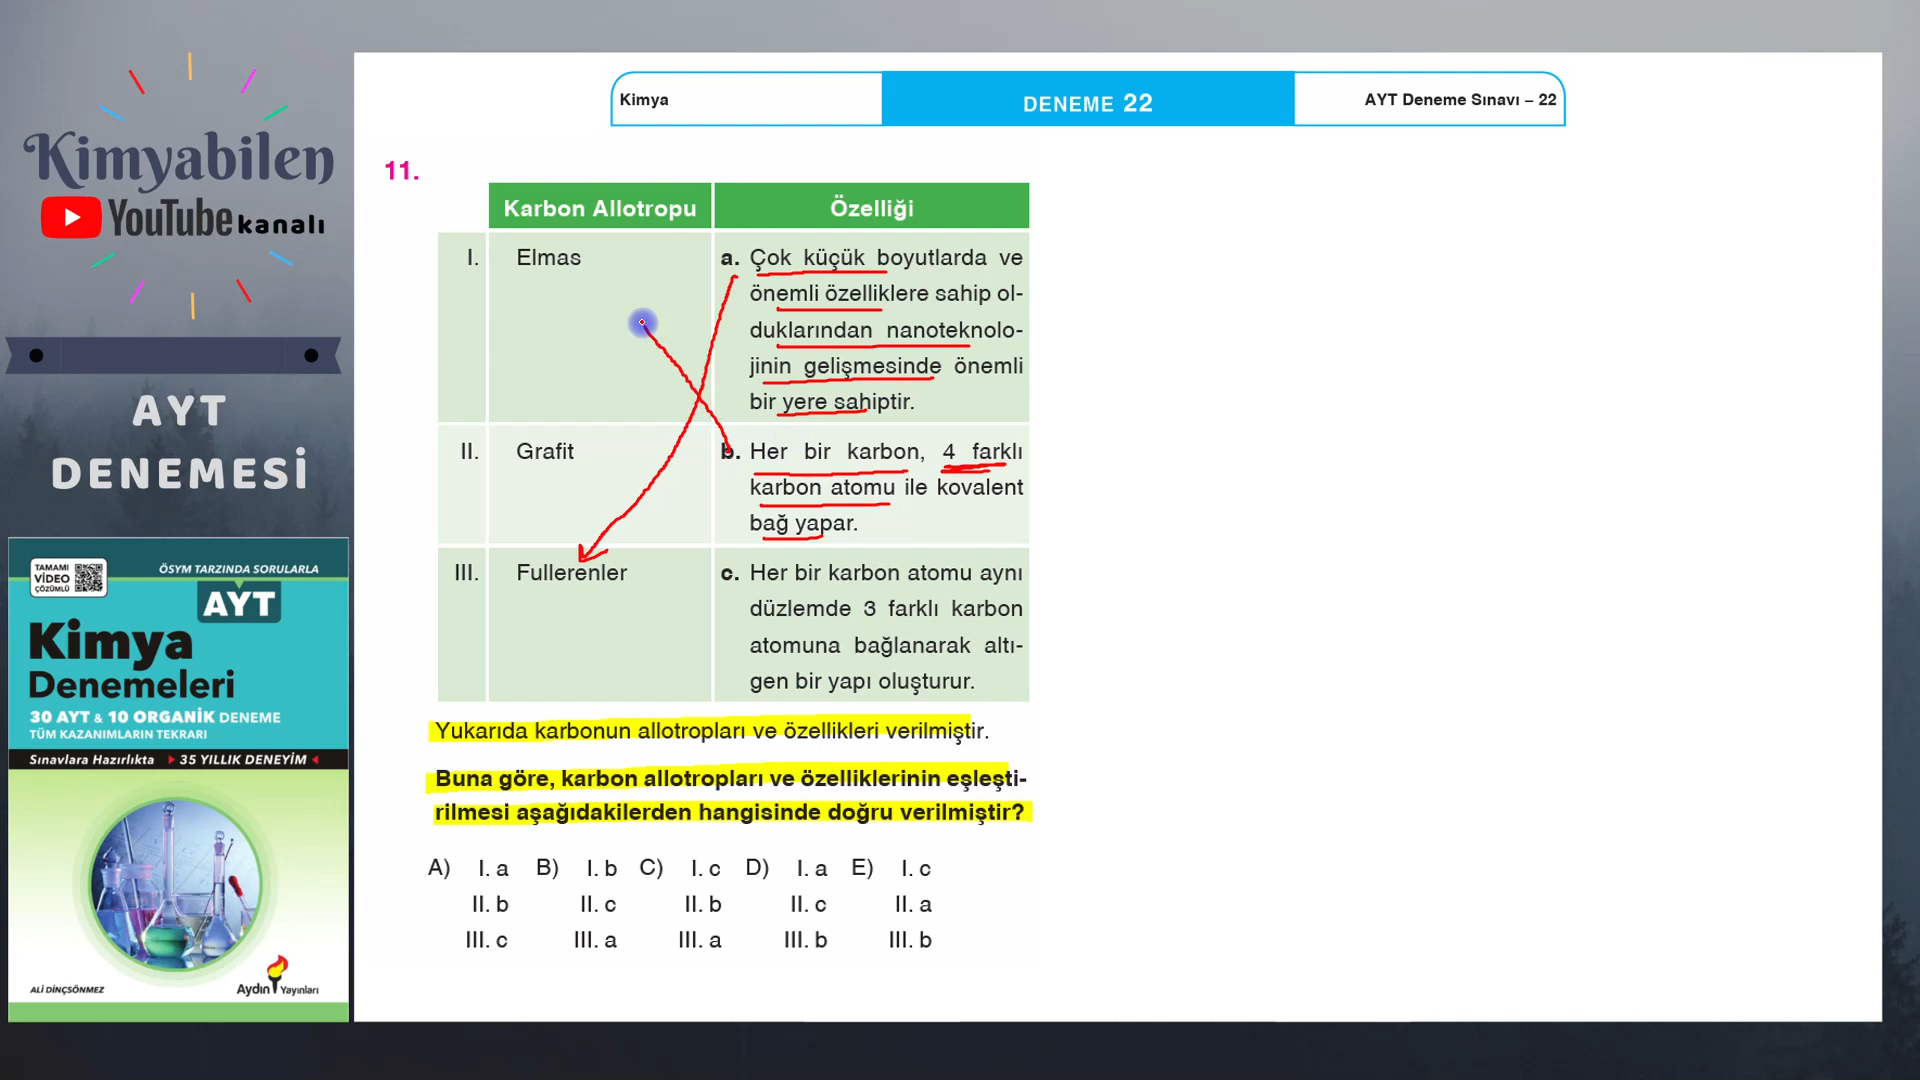 Kimyabilen
YouTube kanalı
AYT
DENEMESİ
TAMAMI
VİDEO
ÇÖZÜMLÜ
ÖSYM TARZINDA SORULARLA
AYT
Kimya
Denemeleri
30 AYT & 10 ORGANİK DENEME
TÜM KAZANIMLARIN TEKRARI
Sınavlara Hazırlıkta 35 YILLIK DENEYİM
ALİ DİNÇSÖNMEZ
Aydın Yayınları
Kimya
DENEME 22
AYT Deneme Sınavı – 22
11.
Karbon Allotropu Özelliği
I. Elmas a. Çok küçük boyutlarda ve
önemli özelliklere sahip ol-
duklarından nanoteknolo-
jinin gelişmesinde önemli
bir yere sahiptir.
II. Grafit b. Her bir karbon, 4 farklı
karbon atomu ile kovalent
bağ yapar.
III. Fullerenler c. Her bir karbon atomu aynı
düzlemde 3 farklı karbon
atomuna bağlanarak altı-
gen bir yapı oluşturur.
Yukarıda karbonun allotropları ve özellikleri verilmiştir.
Buna göre, karbon allotropları ve özelliklerinin eşleşti-
rilmesi aşağıdakilerden hangisinde doğru verilmiştir?
A) I. a B) I. b C) I. c D) I. a E) I. c
II. b II. c II. b II. c II. a
III. c III. a III. a III. b III. b